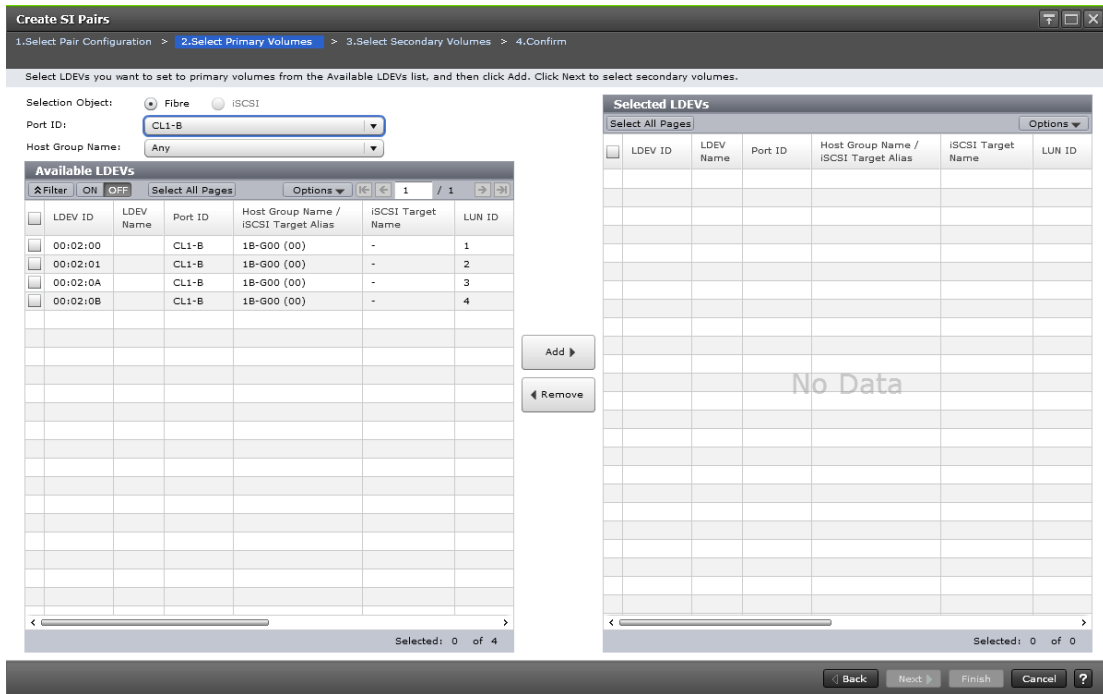 Create SI Pairs
1.Select Pair Configuration > 2.Select Primary Volumes > 3.Select Secondary Volumes > 4.Confirm
Select LDEVs you want to set to primary volumes from the Available LDEVs list, and then click Add. Click Next to select secondary volumes.
Selection Object: Fibre iSCSI
Port ID: CL1-B
Host Group Name: Any
Available LDEVs
Filter ON OFF Select All Pages Options 1 / 1
LDEV ID LDEV Name Port ID Host Group Name / iSCSI Target Alias iSCSI Target Name LUN ID
00:02:00 CL1-B 1B-G00 (00) - 1
00:02:01 CL1-B 1B-G00 (00) - 2
00:02:0A CL1-B 1B-G00 (00) - 3
00:02:0B CL1-B 1B-G00 (00) - 4
Selected: 0 of 4
Add
Remove
Selected LDEVs
Select All Pages Options
LDEV ID LDEV Name Port ID Host Group Name / iSCSI Target Alias iSCSI Target Name LUN ID
No Data
Selected: 0 of 0
Back Next Finish Cancel ?